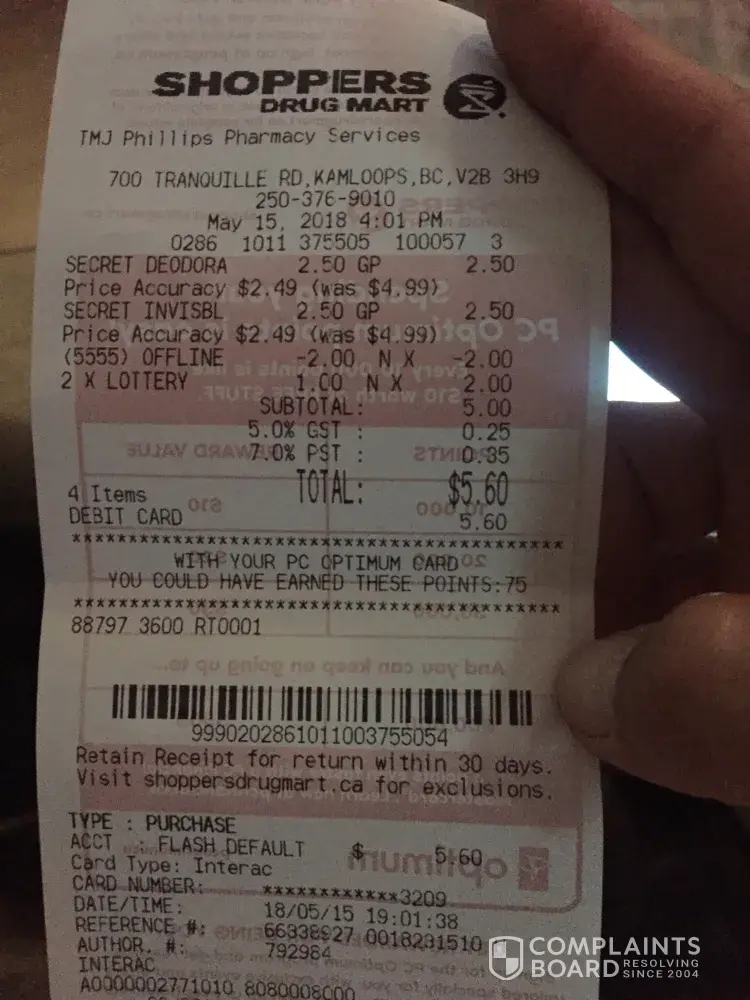 SHOPPERS
DRUG MART
TMJ Phillips Pharmacy Services
700 TRANQUILLE RD,KAMLOOPS,BC,V2B 3H9
250-376-9010
May 15, 2018 4:01 PM
0286 1011 375505 100057 3
SECRET DEODORA 2.50 GP 2.50
Price Accuracy $2.49 (was $4.99)
SECRET INVISBL 2.50 GP 2.50
Price Accuracy $2.49 (was $4.99)
(5555) OFFLINE -2.00 N X -2.00
2 X LOTTERY 1.00 N X 2.00
SUBTOTAL: 5.00
5.0% GST : 0.25
7.0% PST : 0.35
TOTAL: $5.60
4 Items
DEBIT CARD 5.60
WITH YOUR PC OPTIMUM CARD
YOU COULD HAVE EARNED THESE POINTS:75
88797 3600 RT0001
9990202861011003755054
Retain Receipt for return within 30 days.
Visit shoppersdrugmart.ca for exclusions.
TYPE : PURCHASE
ACCT : FLASH DEFAULT $ 5.60
Card Type: Interac
CARD NUMBER: ************3209
DATE/TIME: 18/05/15 19:01:38
REFERENCE #: 66338927 0018231510
AUTHOR. #: 792984
INTERAC
A0000002771010 8080008000
COMPLAINTS
BOARD RESOLVING
SINCE 2004